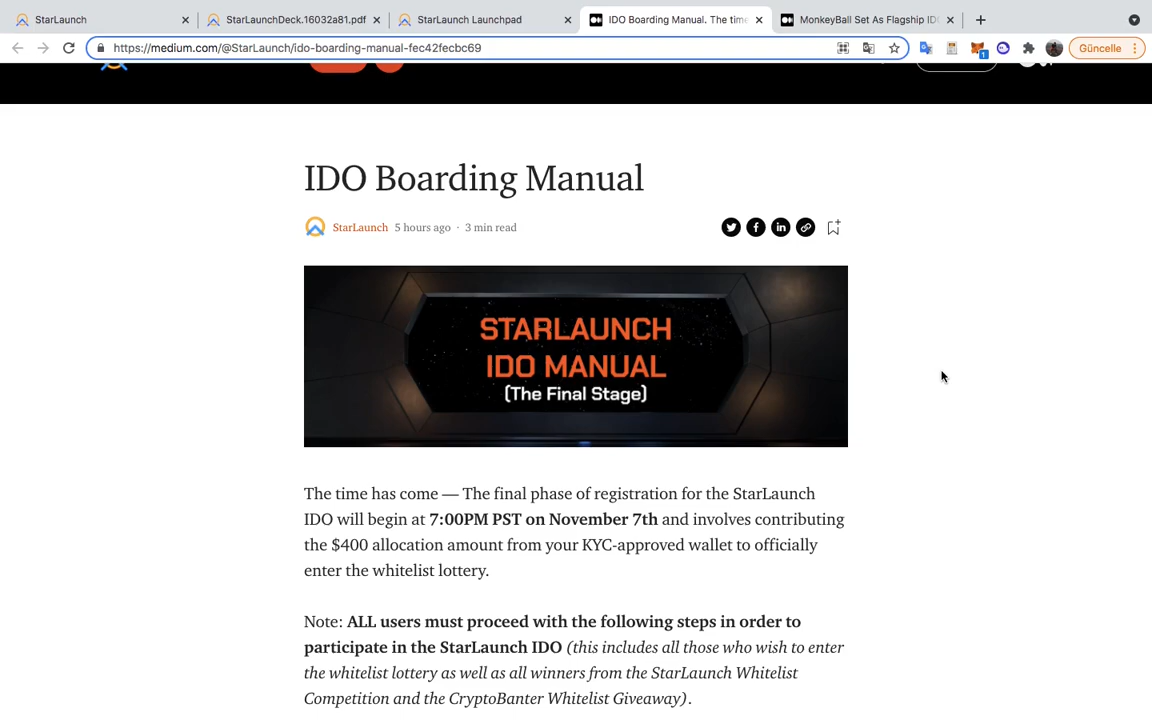 StarLaunch
StarLaunchDeck.16032a81.pdf
StarLaunch Launchpad
IDO Boarding Manual. The time
MonkeyBall Set As Flagship ID
https://medium.com/@StarLaunch/ido-boarding-manual-fec42fecbc69
1
Güncelle
IDO Boarding Manual
StarLaunch 5 hours ago · 3 min read
STARLAUNCH
IDO MANUAL
(The Final Stage)
The time has come — The final phase of registration for the StarLaunch
IDO will begin at 7:00PM PST on November 7th and involves contributing
the $400 allocation amount from your KYC-approved wallet to officially
enter the whitelist lottery.
Note: ALL users must proceed with the following steps in order to
participate in the StarLaunch IDO (this includes all those who wish to enter
the whitelist lottery as well as all winners from the StarLaunch Whitelist
Competition and the CryptoBanter Whitelist Giveaway).